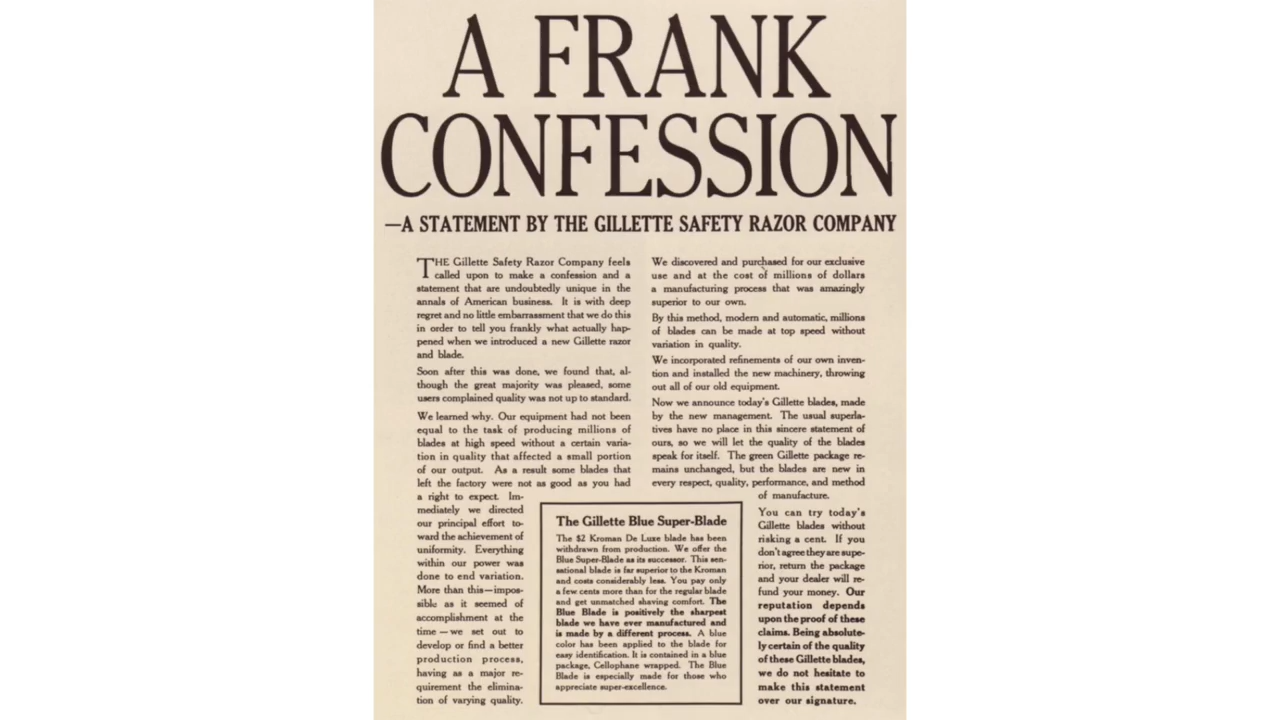 A FRANK
CONFESSION
—A STATEMENT BY THE GILLETTE SAFETY RAZOR COMPANY
THE Gillette Safety Razor Company feels
called upon to make a confession and a
statement that are undoubtedly unique in the
annals of American business. It is with deep
regret and no little embarrassment that we do this
in order to tell you frankly what actually hap-
pened when we introduced a new Gillette razor
and blade.
Soon after this was done, we found that, al-
though the great majority was pleased, some
users complained quality was not up to standard.
We learned why. Our equipment had not been
equal to the task of producing millions of
blades at high speed without a certain varia-
tion in quality that affected a small portion
of our output. As a result some blades that
left the factory were not as good as you had
a right to expect. Im-
mediately we directed
our principal effort to-
ward the achievement of
uniformity. Everything
within our power was
done to end variation.
More than this—impos-
sible as it seemed of
accomplishment at the
time—we set out to
develop or find a better
production process,
having as a major re-
quirement the elimina-
tion of varying quality.
We discovered and purchased for our exclusive
use and at the cost of millions of dollars
a manufacturing process that was amazingly
superior to our own.
By this method, modern and automatic, millions
of blades can be made at top speed without
variation in quality.
We incorporated refinements of our own inven-
tion and installed the new machinery, throwing
out all of our old equipment.
Now we announce today's Gillette blades, made
by the new management. The usual superla-
tives have no place in this sincere statement of
ours, so we will let the quality of the blades
speak for itself. The green Gillette package re-
mains unchanged, but the blades are new in
every respect, quality, performance, and method
of manufacture.
You can try today's
Gillette blades without
risking a cent. If you
don't agree they are supe-
rior, return the package
and your dealer will re-
fund your money. Our
reputation depends
upon the proof of these
claims. Being absolute-
ly certain of the quality
of these Gillette blades,
we do not hesitate to
make this statement
over our signature.
The Gillette Blue Super-Blade
The $2 Kroman De Luxe blade has been
withdrawn from production. We offer the
Blue Super-Blade as its successor. This sen-
sational blade is far superior to the Kroman
and costs considerably less. You pay only
a few cents more than for the regular blade
and get unmatched shaving comfort. The
Blue Blade is positively the sharpest
blade we have ever manufactured and
is made by a different process. A blue
color has been applied to the blade for
easy identification. It is contained in a blue
package, Cellophane wrapped. The Blue
Blade is especially made for those who
appreciate super-excellence.